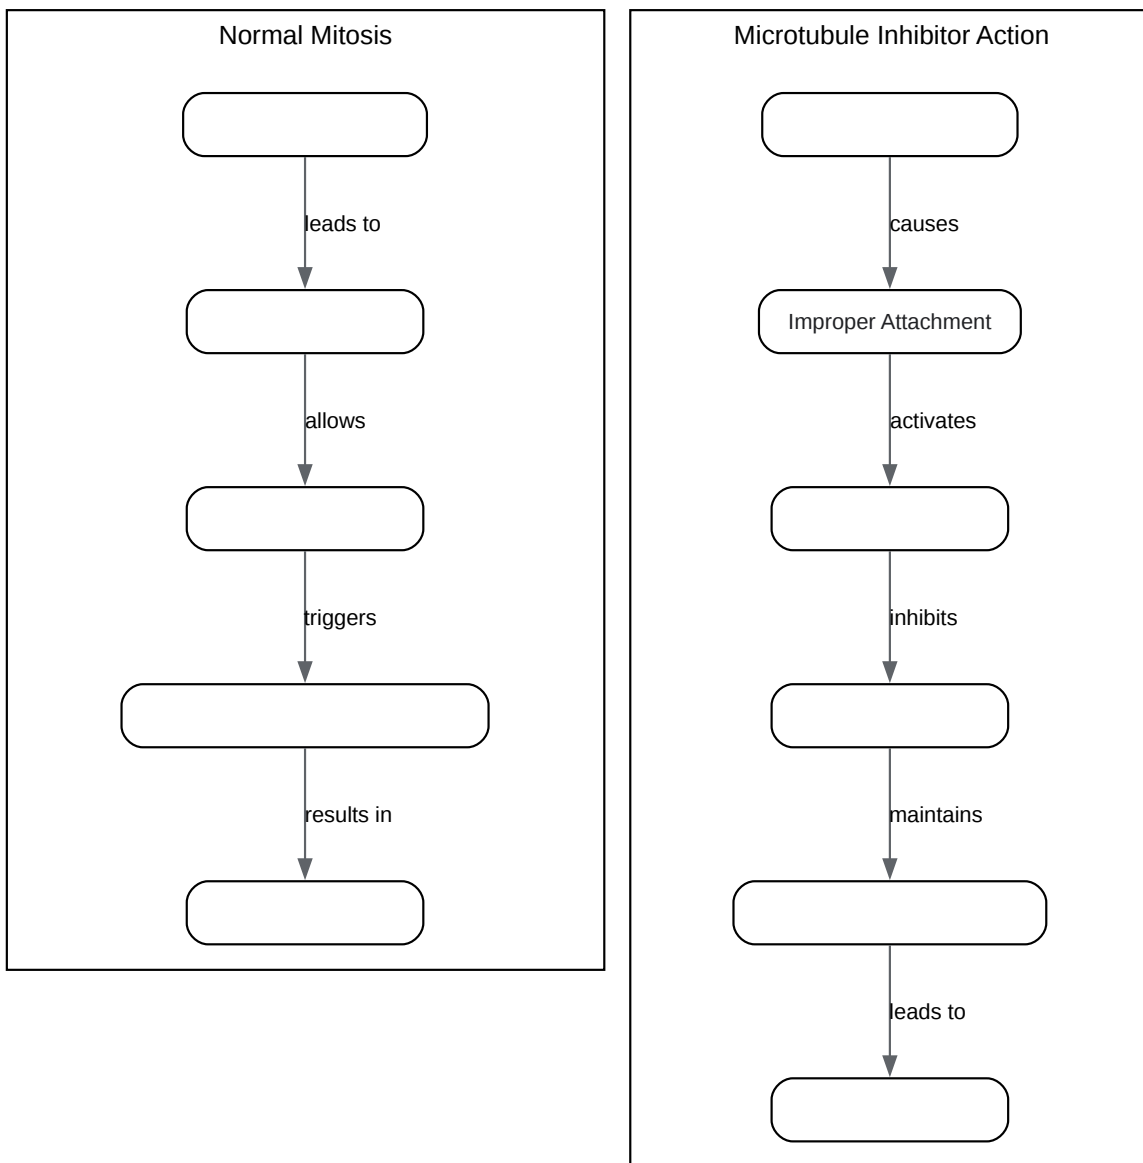 Normal Mitosis
leads to
allows
triggers
results in
Microtubule Inhibitor Action
causes
Improper Attachment
activates
inhibits
maintains
leads to